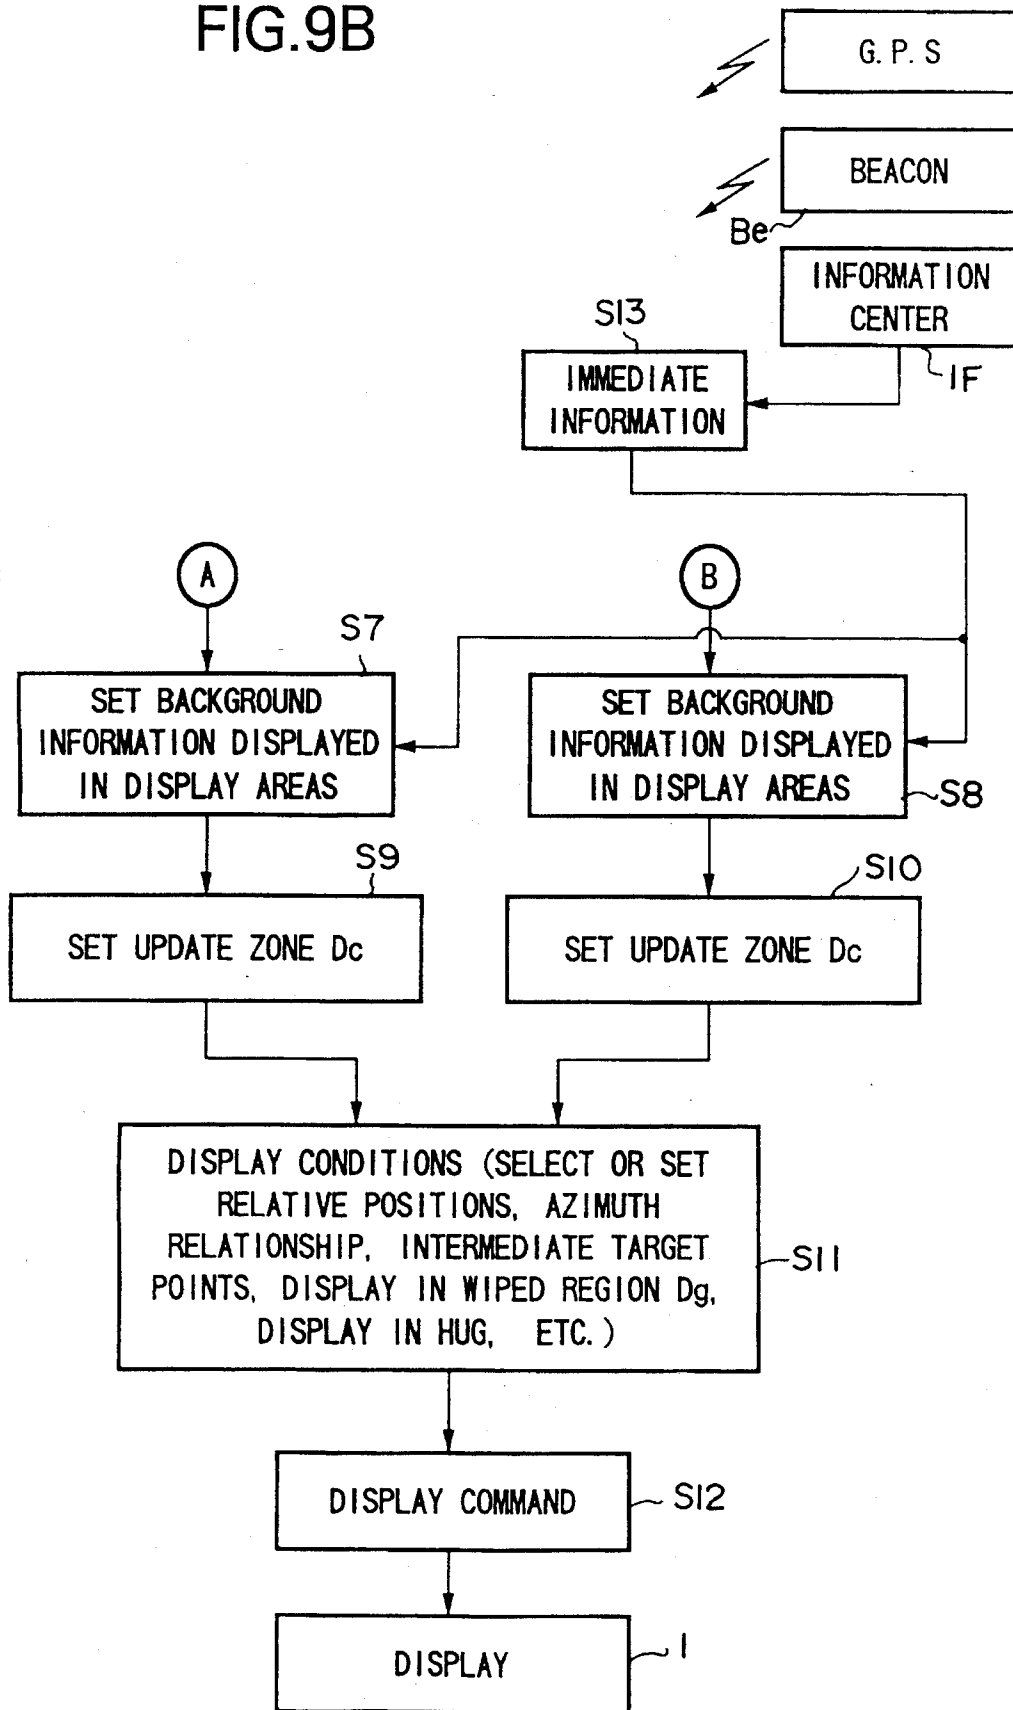 FIG.9B
G.P.S
BEACON
Be
INFORMATION
CENTER
IF
S13
IMMEDIATE
INFORMATION
A
B
S7
SET BACKGROUND
INFORMATION DISPLAYED
IN DISPLAY AREAS
SET BACKGROUND
INFORMATION DISPLAYED
IN DISPLAY AREAS
S8
S9
SET UPDATE ZONE Dc
S10
SET UPDATE ZONE Dc
DISPLAY CONDITIONS (SELECT OR SET
RELATIVE POSITIONS, AZIMUTH
RELATIONSHIP, INTERMEDIATE TARGET
POINTS, DISPLAY IN WIPED REGION Dg,
DISPLAY IN HUG, ETC.)
S11
DISPLAY COMMAND
S12
DISPLAY
1